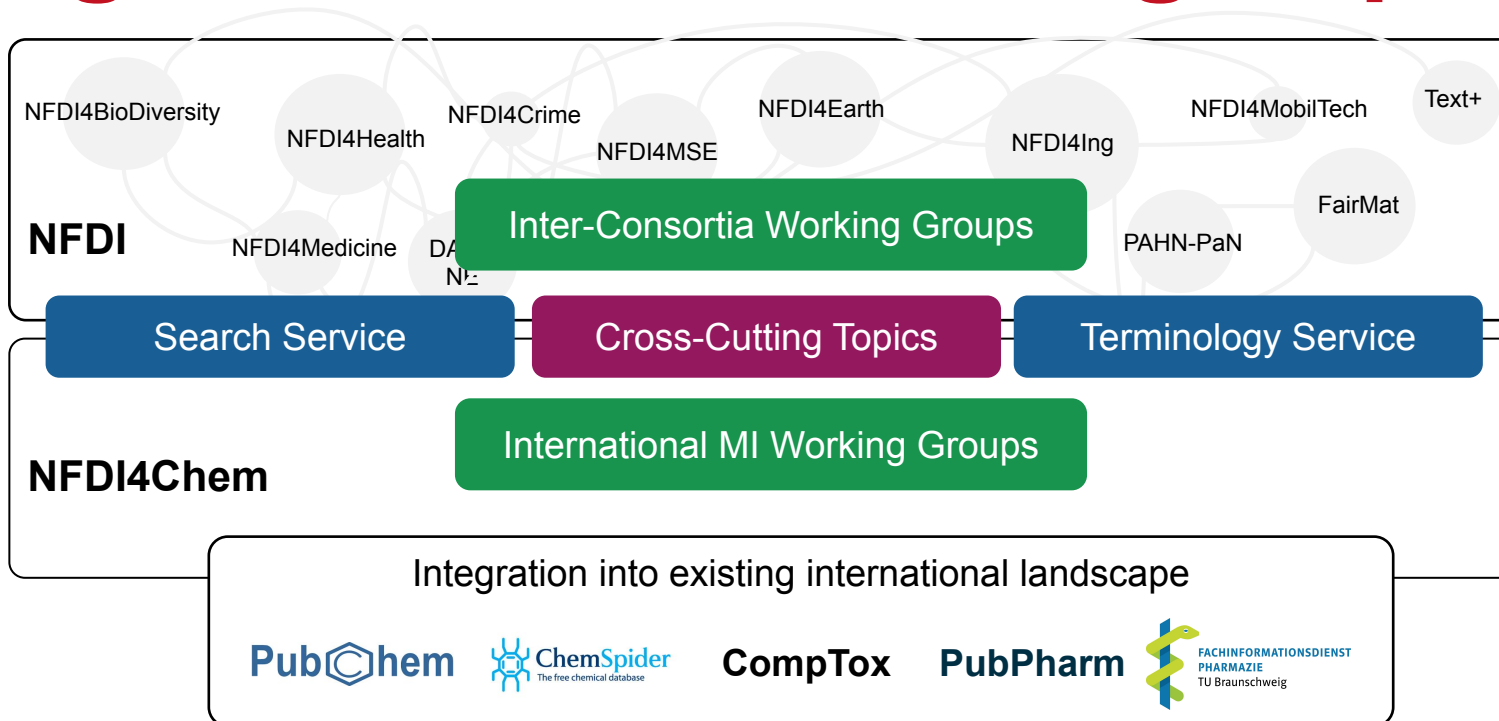 NFDI4BioDiversity
NFDI4Health
NFDI4Crime
NFDI4MSE
NFDI4Earth
NFDI4Ing
NFDI4MobilTech
Text+
NFDI
NFDI4Medicine
DA
NE
Inter-Consortia Working Groups
PAHN-PaN
FairMat
Search Service
Cross-Cutting Topics
Terminology Service
International MI Working Groups
NFDI4Chem
Integration into existing international landscape
PubChem
ChemSpider
The free chemical database
CompTox
PubPharm
FACHINFORMATIONSDIENST
PHARMAZIE
TU Braunschweig